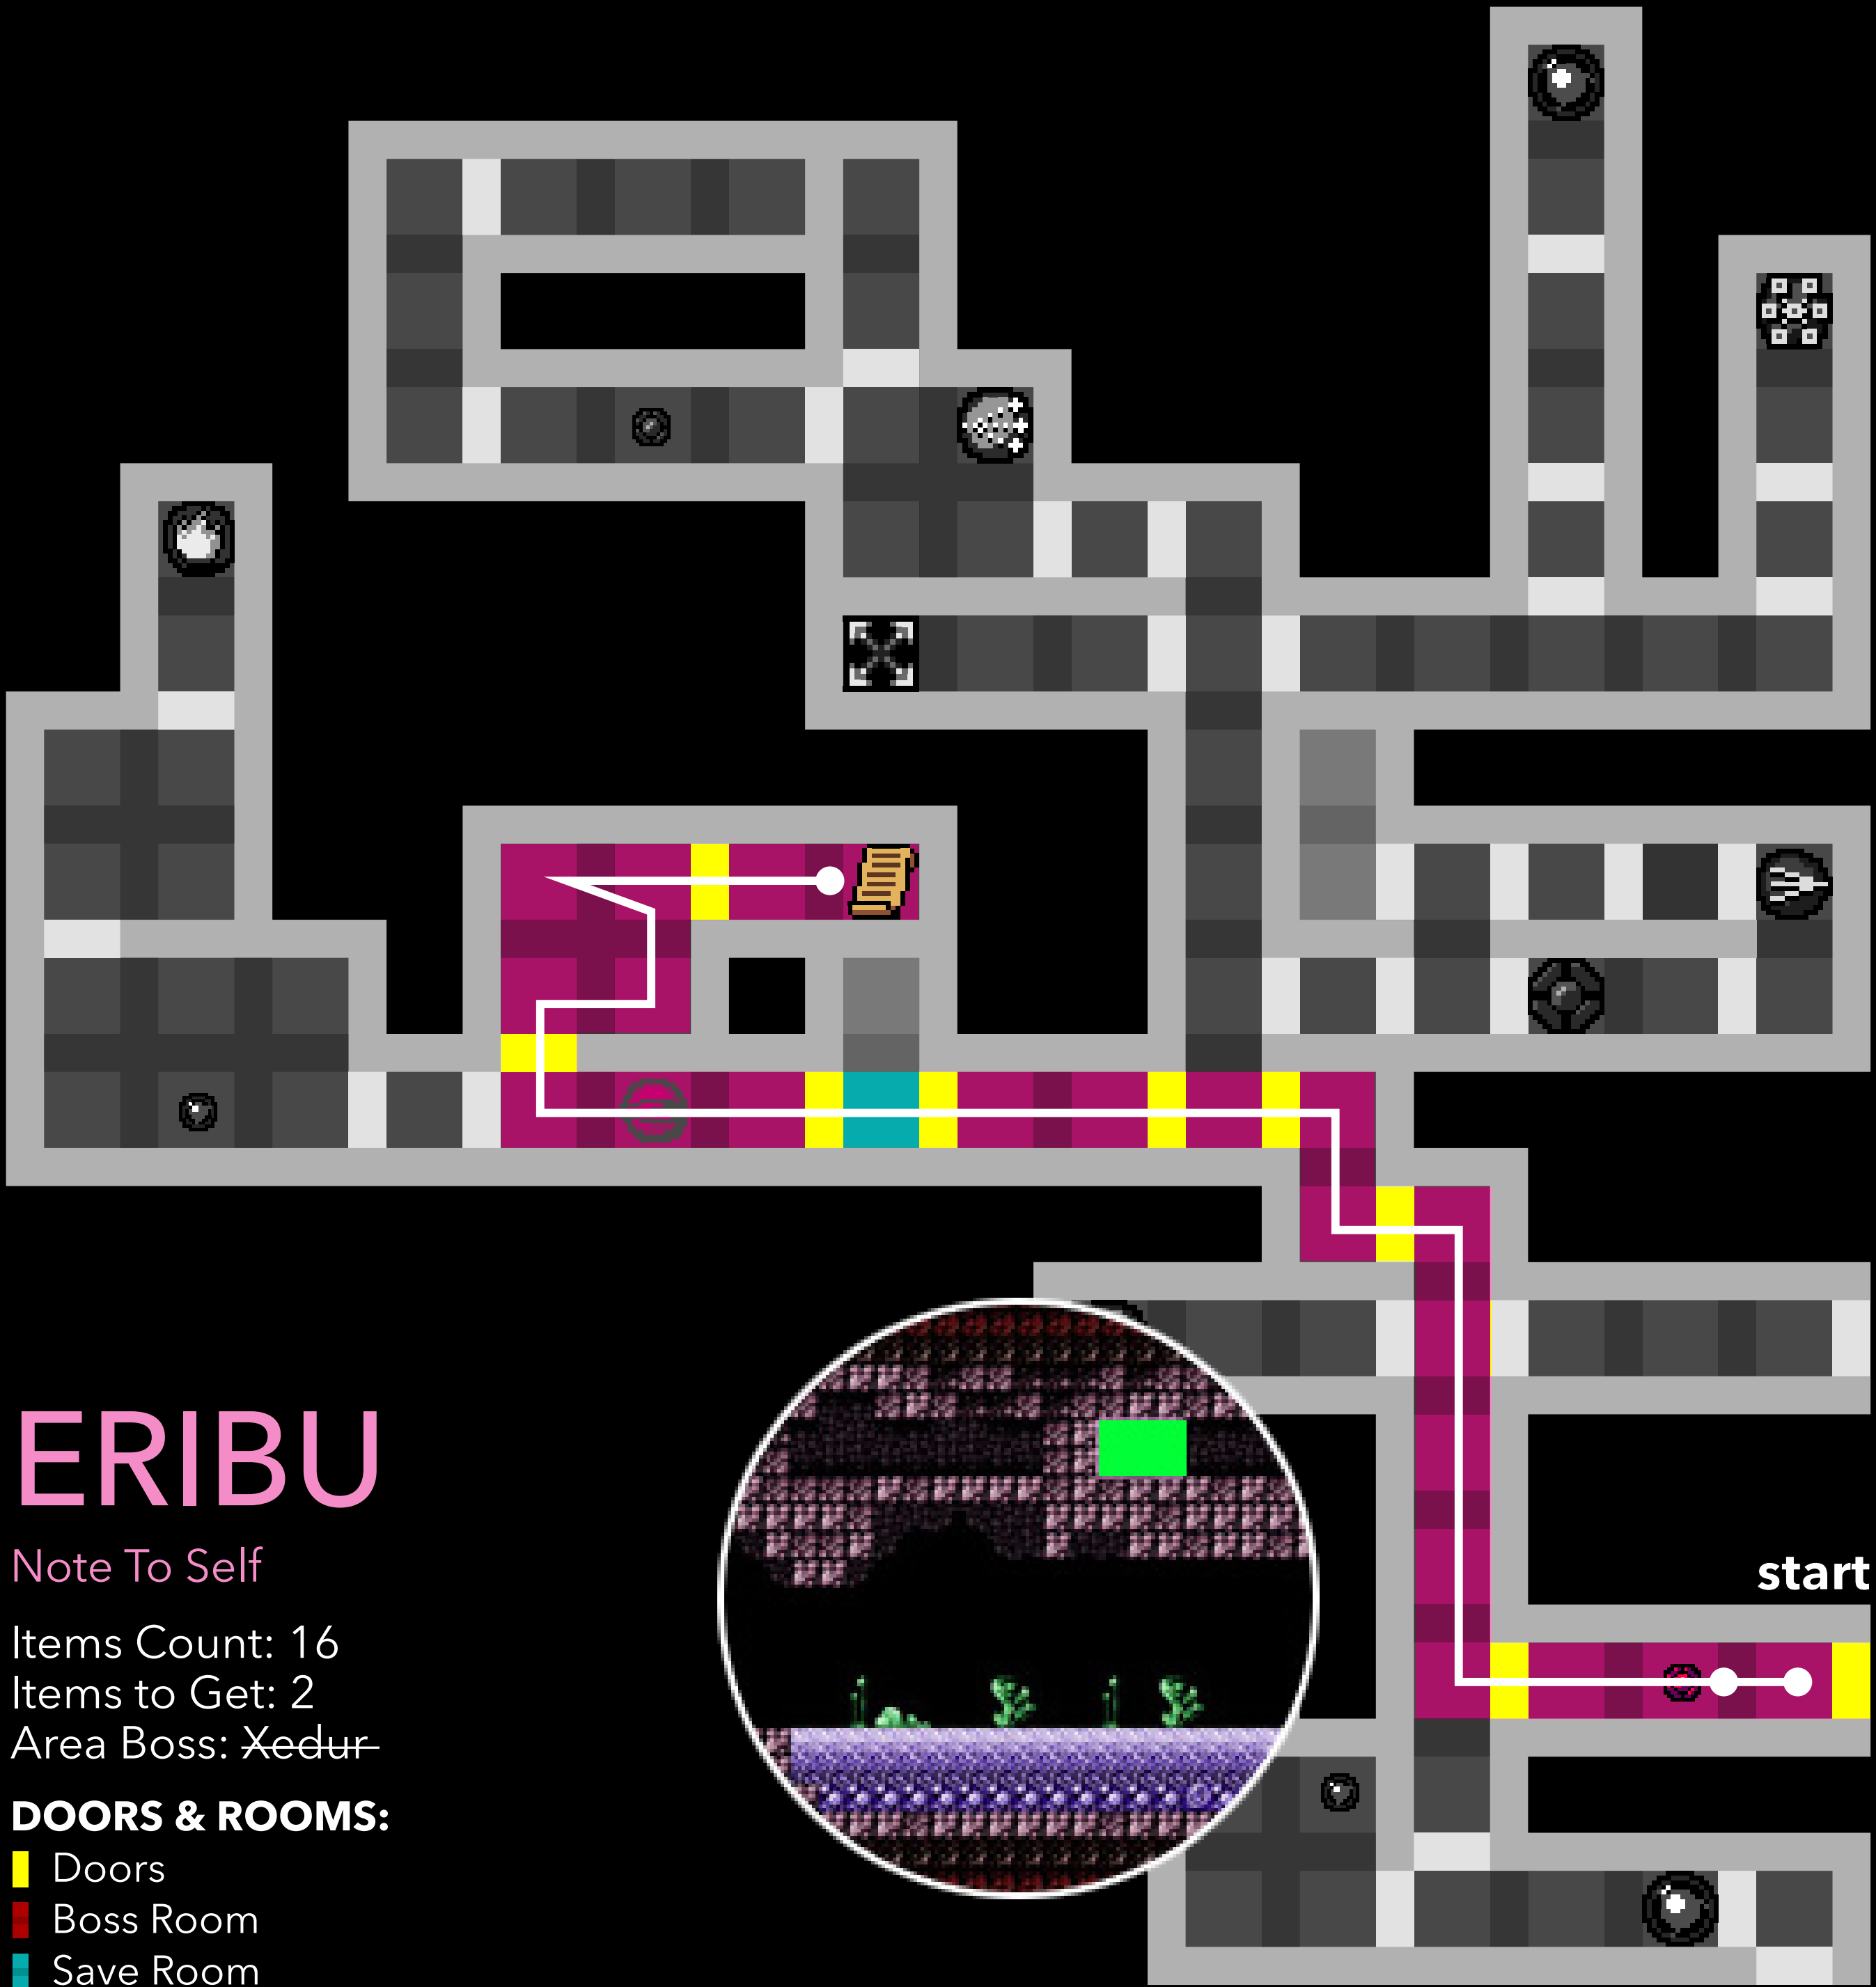 start
ERIBU
Note To Self
Items Count: 16
Items to Get: 2
Area Boss: Xedur
DOORS & ROOMS:
Doors
Boss Room
Save Room